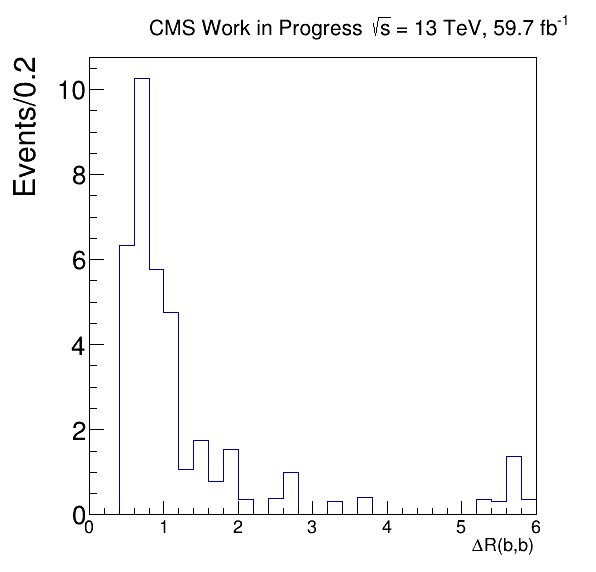 CMS Work in Progress √s = 13 TeV, 59.7 fb⁻¹
Events/0.2
10
8
6
4
2
0
0 1 2 3 4 5 6
ΔR(b,b)